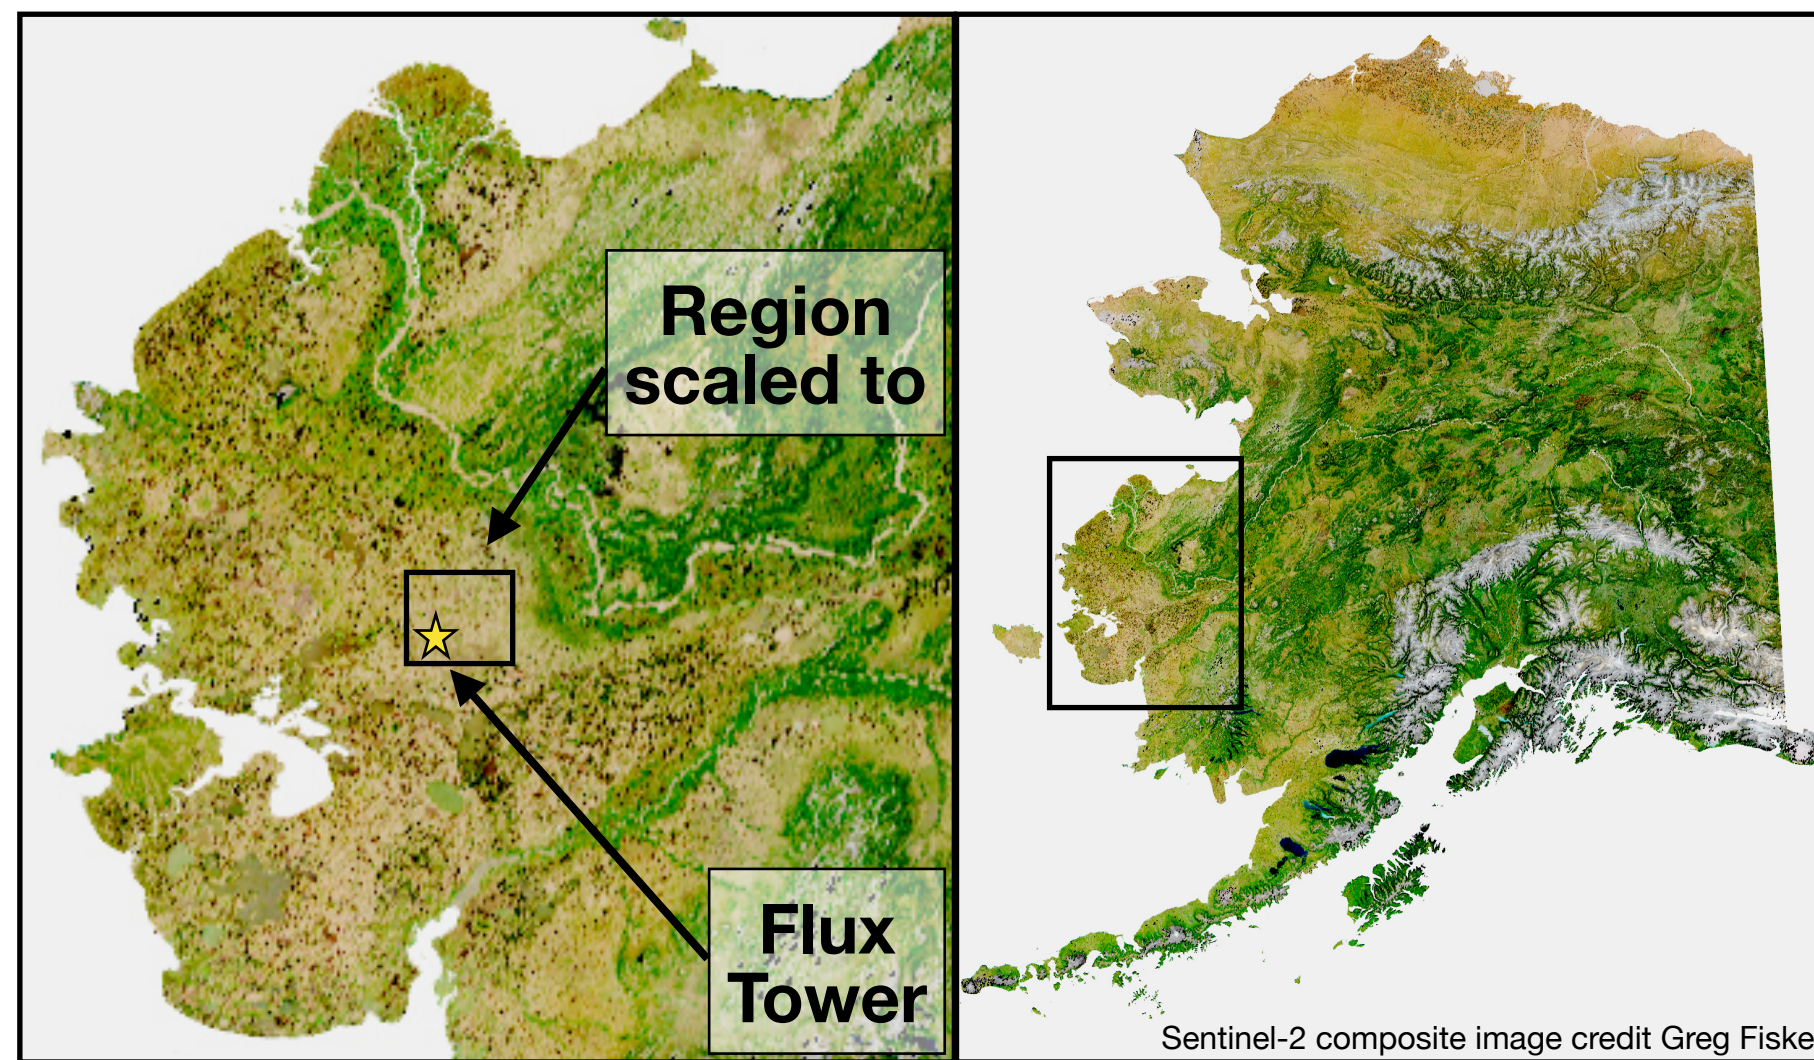 Region
scaled to
Flux
Tower
Sentinel-2 composite image credit Greg Fiske